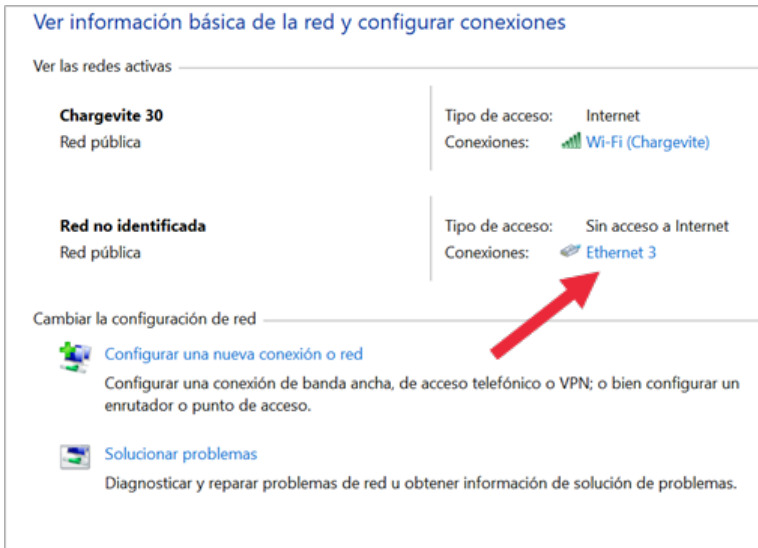 Ver información básica de la red y configurar conexiones
Ver las redes activas
Chargevite 30
Red pública
Tipo de acceso: Internet
Conexiones: Wi-Fi (Chargevite)
Red no identificada
Red pública
Tipo de acceso: Sin acceso a Internet
Conexiones: Ethernet 3
Cambiar la configuración de red
Configurar una nueva conexión o red
Configurar una conexión de banda ancha, de acceso telefónico o VPN; o bien configurar un
enrutador o punto de acceso.
Solucionar problemas
Diagnosticar y reparar problemas de red u obtener información de solución de problemas.